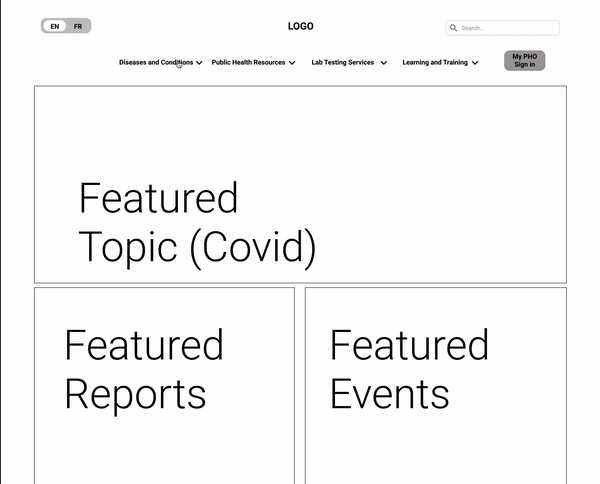 EN FR
LOGO
Search...
Diseases and Conditions
Public Health Resources
Lab Testing Services
Learning and Training
My PHO
Sign in
Featured
Topic (Covid)
Featured
Reports
Featured
Events